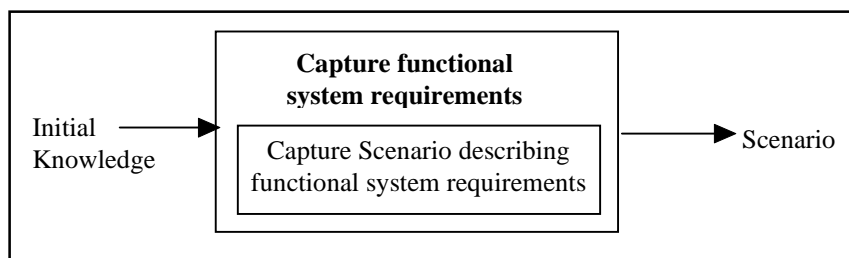 Capture functional
system requirements
Initial
Knowledge
Capture Scenario describing
functional system requirements
Scenario